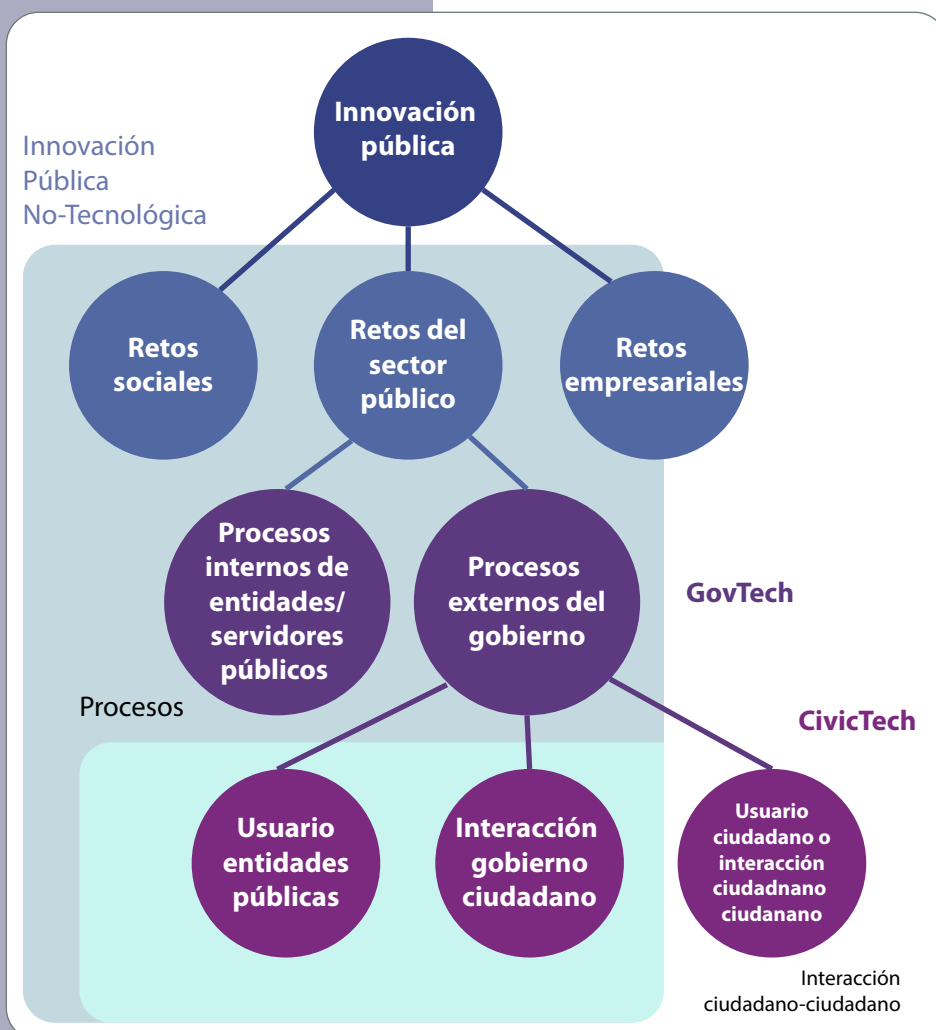 Innovación
pública
Innovación
Pública
No-Tecnológica
Retos
sociales
Retos del
sector
público
Retos
empresariales
Procesos
internos de
entidades/
servidores
públicos
Procesos
externos del
gobierno
GovTech
Procesos
CivicTech
Usuario
entidades
públicas
Interacción
gobierno
ciudadano
Usuario
ciudadano o
interacción
ciudadnano
ciudanano
Interacción
ciudadano-ciudadano